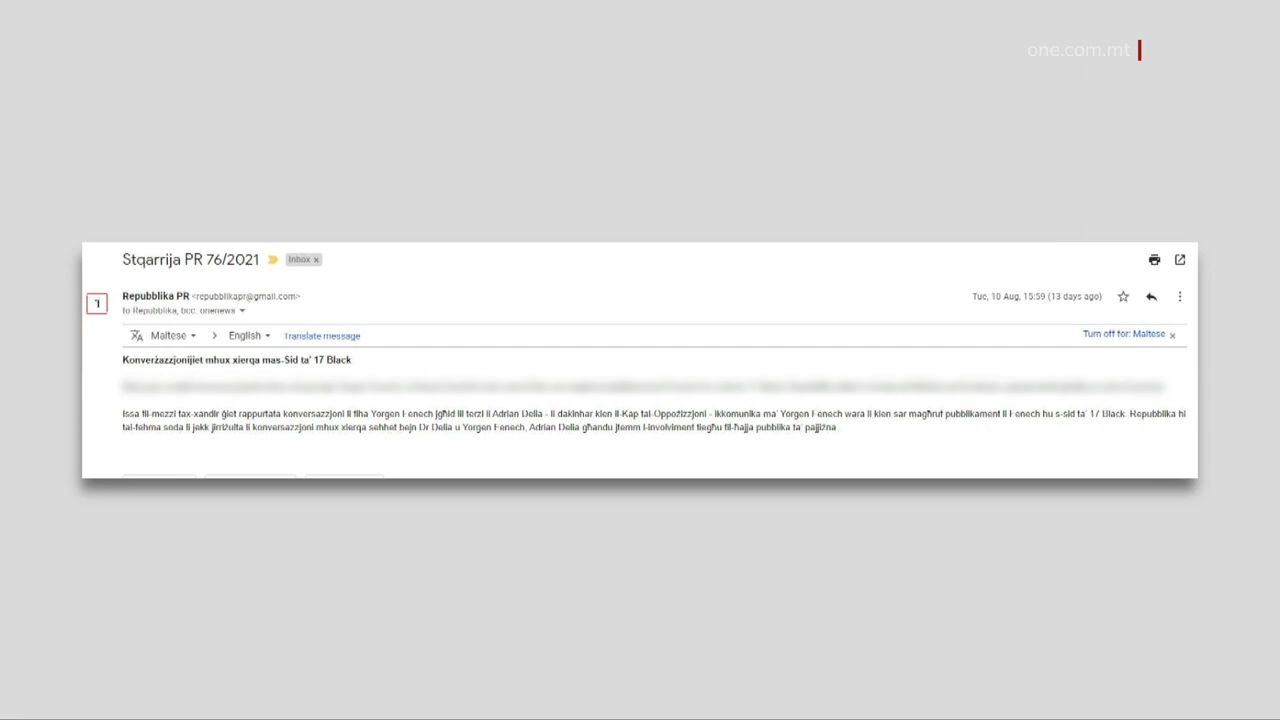 one.com.mt
Stqarrija PR 76/2021 Inbox x
Repubblika PR <repubblikapr@gmail.com> Tue, 10 Aug, 15:59 (13 days ago)
to Repubblika, bcc: onenews
Maltese > English Translate message Turn off for: Maltese x
Konverżazzjonijiet mhux xierqa mas-Sid ta' 17 Black
Issa fil-mezzi tax-xandir ġiet rappurtata konversazzjoni li fiha Yorgen Fenech jgħid lil terzi li Adrian Delia - li dakinhar kien il-Kap tal-Oppożizzjoni - ikkomunika ma' Yorgen Fenech wara li kien sar magħruf pubblikament li Fenech hu s-sid ta' 17 Black. Repubblika hi
tal-fehma soda li jekk jirriżulta li konversazzjoni mhux xierqa seħħet bejn Dr Delia u Yorgen Fenech, Adrian Delia għandu jtemm l-involviment tiegħu fil-ħajja pubblika ta' pajjiżna.